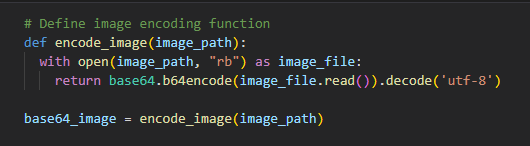 # Define image encoding function
def encode_image(image_path):
  with open(image_path, "rb") as image_file:
    return base64.b64encode(image_file.read()).decode('utf-8')

base64_image = encode_image(image_path)